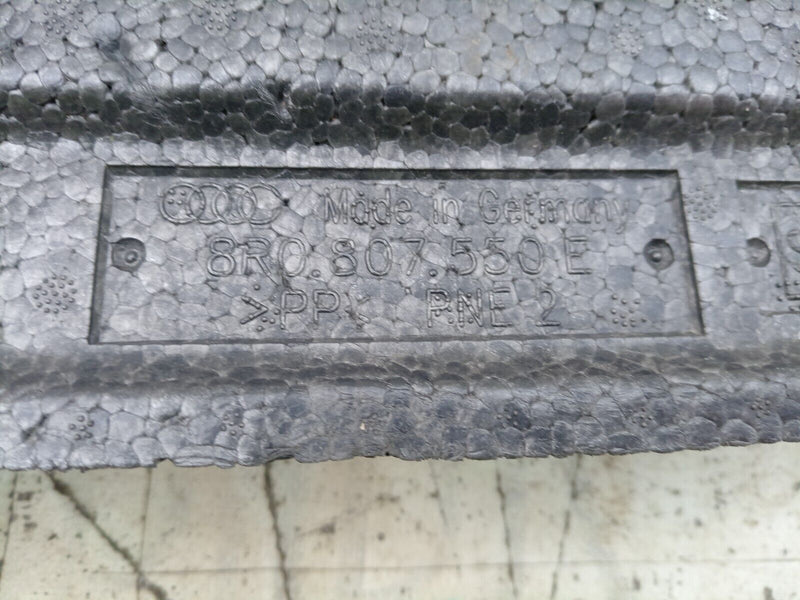 Made in Germany
8R0.807.550 E
>PP< PNE 2